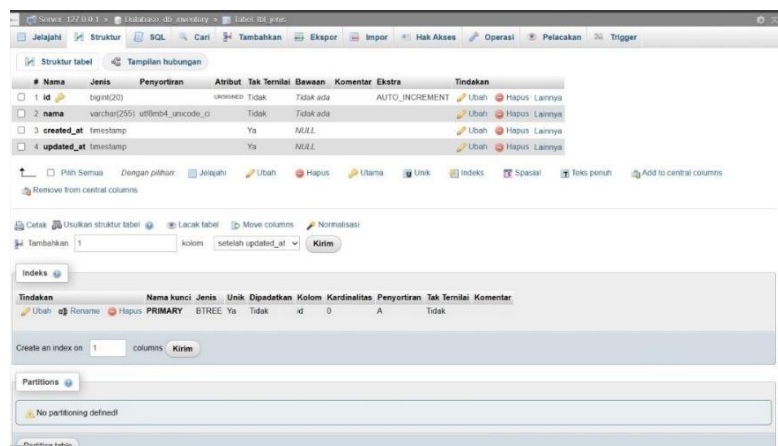 Server: 127.0.0.1 » Database: db_inventory » Tabel: tbl_jenis
Jelajahi Struktur SQL Cari Tambahkan Ekspor Impor Hak Akses Operasi Pelacakan Trigger
Struktur tabel Tampilan hubungan
# Nama Jenis Penyortiran Atribut Tak Ternilai Bawaan Komentar Ekstra Tindakan
1 id bigint(20) UNSIGNED Tidak Tidak ada AUTO_INCREMENT Ubah Hapus Lainnya
2 nama varchar(255) utf8mb4_unicode_ci Tidak Tidak ada Ubah Hapus Lainnya
3 created_at timestamp Ya NULL Ubah Hapus Lainnya
4 updated_at timestamp Ya NULL Ubah Hapus Lainnya
Pilih Semua Dengan pilihan: Jelajahi Ubah Hapus Utama Unik Indeks Spasial Teks penuh Add to central columns
Remove from central columns
Cetak Usulkan struktur tabel Lacak tabel Move columns Normalisasi
Tambahkan 1 kolom setelah updated_at Kirim
Indeks
Tindakan Nama kunci Jenis Unik Dipadatkan Kolom Kardinalitas Penyortiran Tak Ternilai Komentar
Ubah Rename Hapus PRIMARY BTREE Ya Tidak id 0 A Tidak
Create an index on 1 columns Kirim
Partitions
No partitioning defined!
Partition table